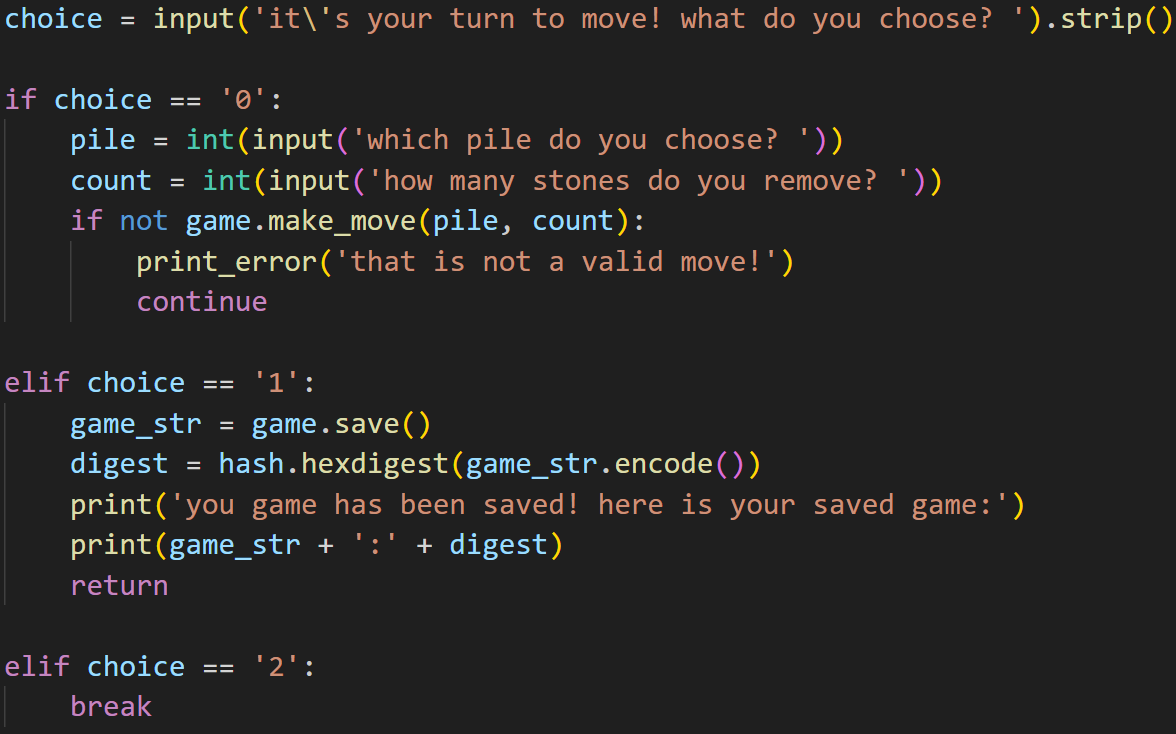 choice = input('it\'s your turn to move! what do you choose? ').strip()
if choice == '0':
    pile = int(input('which pile do you choose? '))
    count = int(input('how many stones do you remove? '))
    if not game.make_move(pile, count):
        print_error('that is not a valid move!')
        continue
elif choice == '1':
    game_str = game.save()
    digest = hash.hexdigest(game_str.encode())
    print('you game has been saved! here is your saved game:')
    print(game_str + ':' + digest)
    return
elif choice == '2':
    break